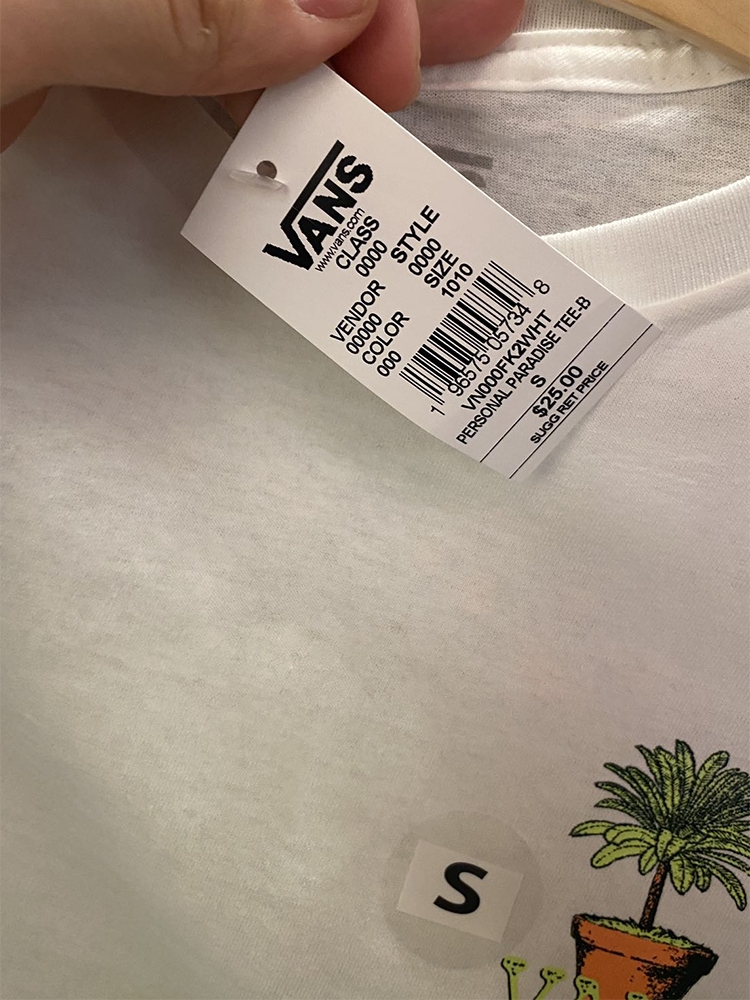 VANS
www.vans.com
CLASS STYLE
0000 0000
VENDOR SIZE
00000 1010
COLOR
000
1 96575 05734 8
VN000FK2WHT
PERSONAL PARADISE TEE-B
S
$25.00
SUGG RET PRICE
S